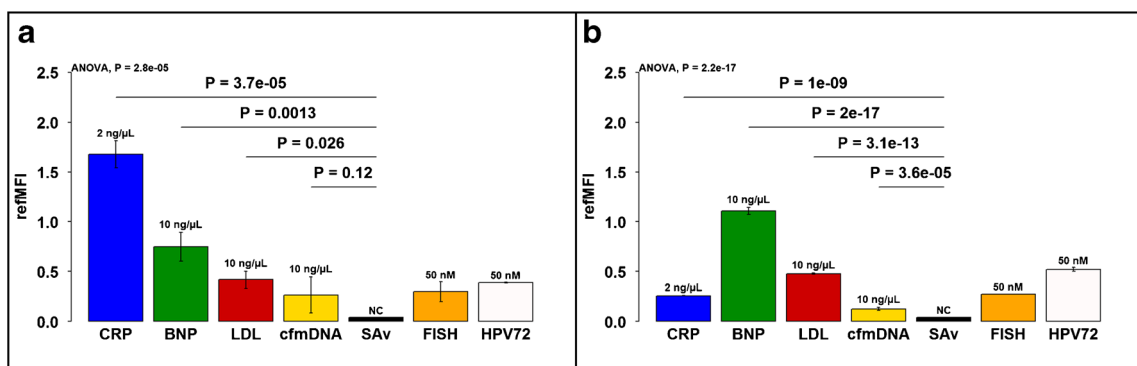 a
ANOVA, P = 2.8e-05
refMFI
2.5
2.0
1.5
1.0
0.5
0.0
P = 3.7e-05
P = 0.0013
P = 0.026
P = 0.12
2 ng/µL
10 ng/µL
10 ng/µL
10 ng/µL
NC
50 nM
50 nM
CRP BNP LDL cfmDNA SAv FISH HPV72
b
ANOVA, P = 2.2e-17
refMFI
2.5
2.0
1.5
1.0
0.5
0.0
P = 1e-09
P = 2e-17
P = 3.1e-13
P = 3.6e-05
2 ng/µL
10 ng/µL
10 ng/µL
10 ng/µL
NC
50 nM
50 nM
CRP BNP LDL cfmDNA SAv FISH HPV72